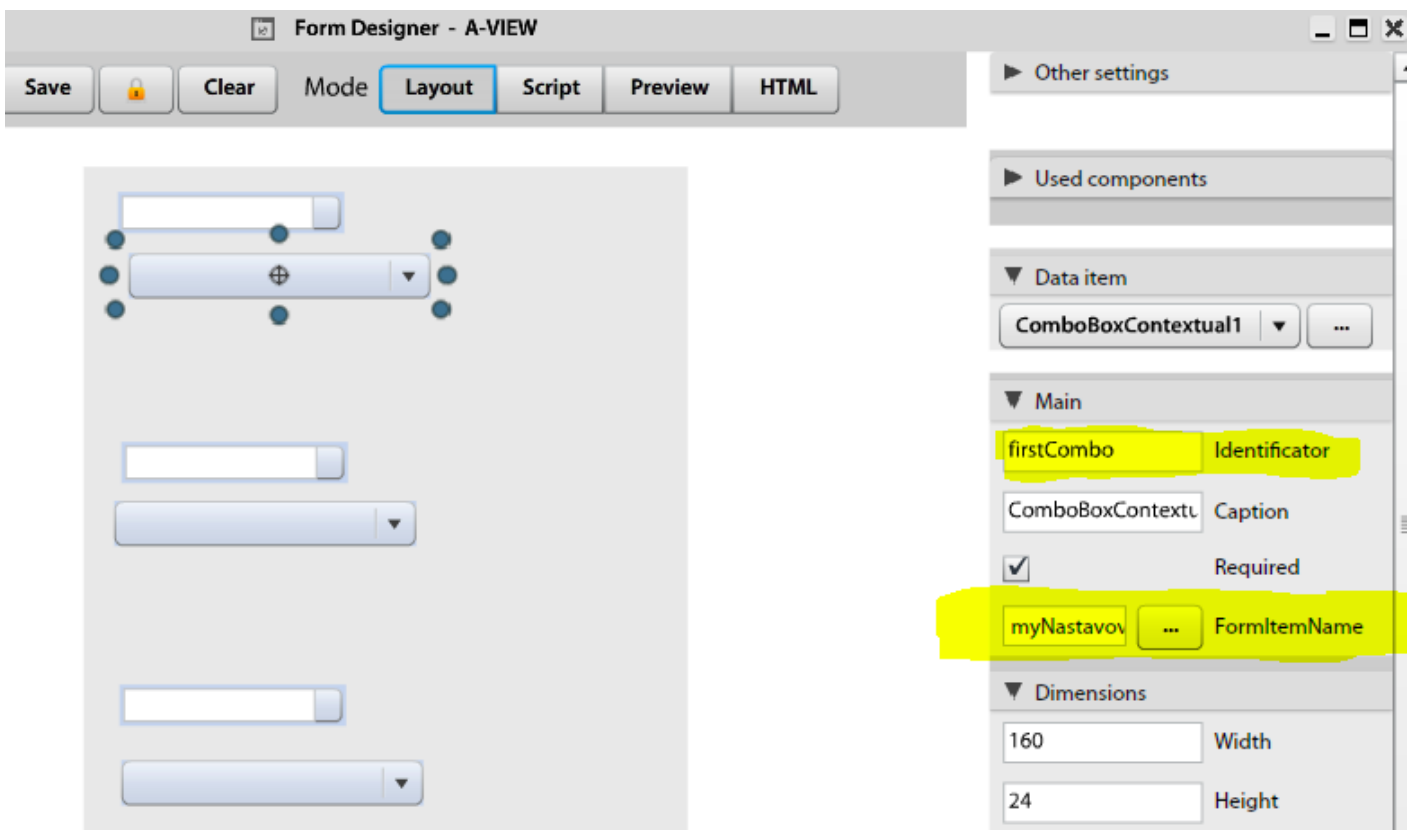 Form Designer - A-VIEW
Save
Clear
Mode
Layout
Script
Preview
HTML
Other settings
Used components
Data item
ComboBoxContextual1
...
Main
firstCombo Identificator
ComboBoxContextu Caption
Required
myNastavov ... FormItemName
Dimensions
160 Width
24 Height